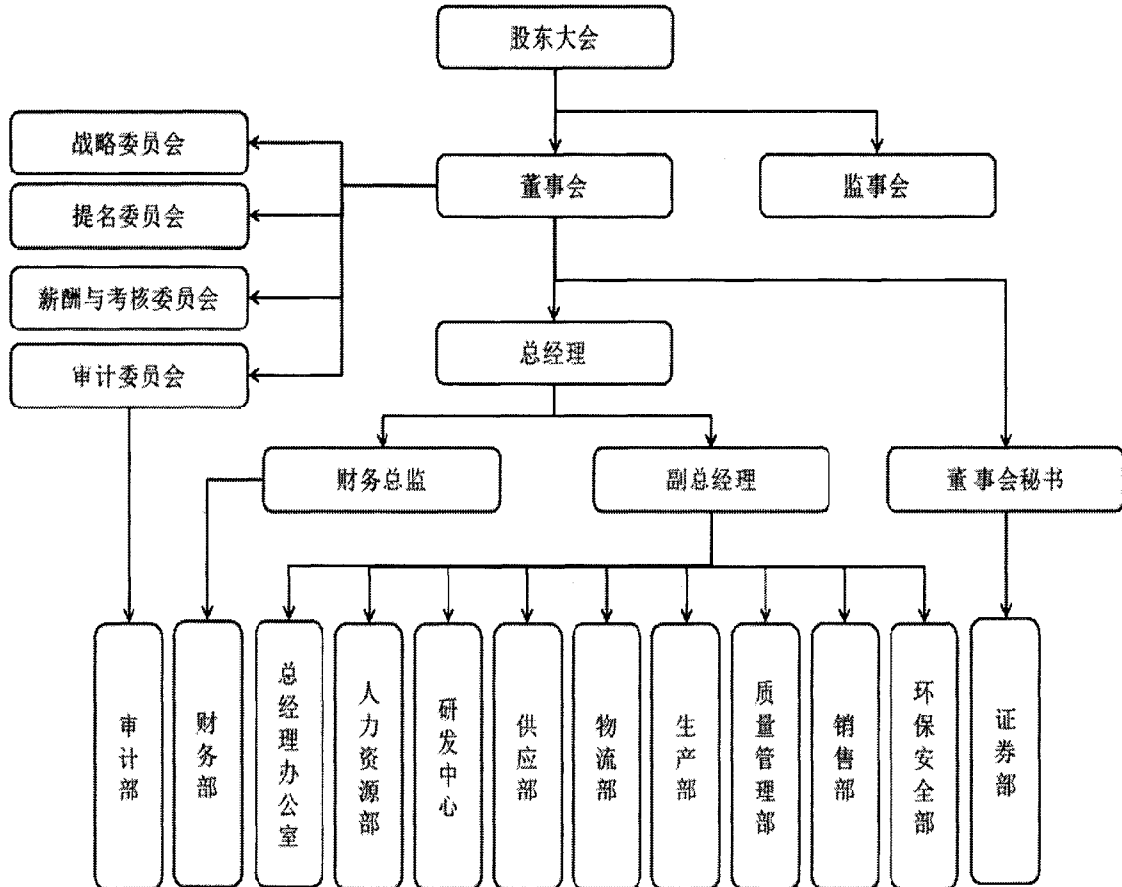 股东大会
战略委员会
董事会
监事会
提名委员会
薪酬与考核委员会
总经理
审计委员会
财务总监
副总经理
董事会秘书
审计部
财务部
总经理办公室
人力资源部
研发中心
供应部
物流部
生产部
质量管理部
销售部
环保安全部
证券部